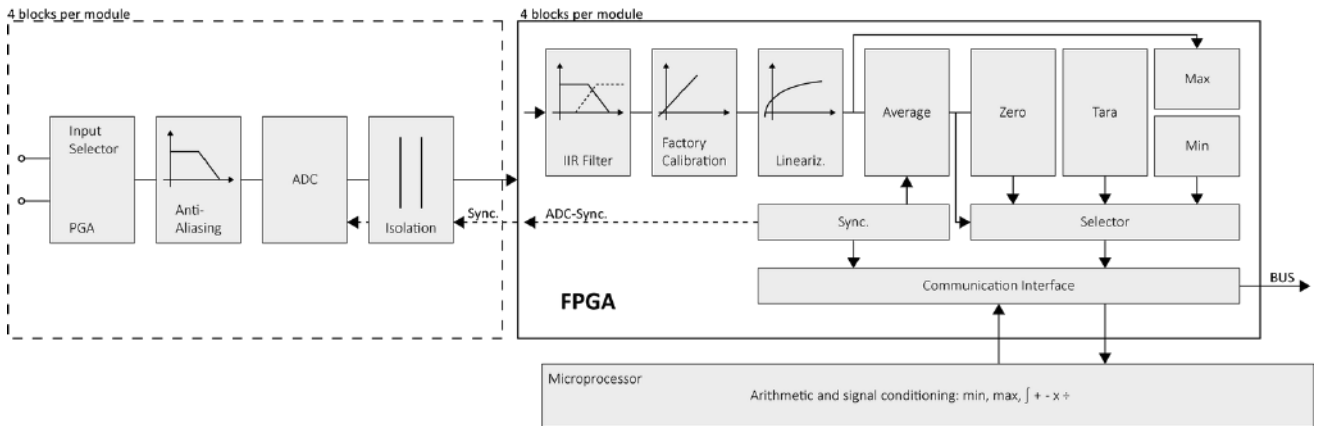 4 blocks per module
4 blocks per module
Input
Selector
PGA
Anti-
Aliasing
ADC
Isolation
Sync.
ADC-Sync.
IIR Filter
Factory
Calibration
Lineariz.
Average
Zero
Tara
Max
Min
Sync.
Selector
Communication Interface
BUS
FPGA
Microprocessor
Arithmetic and signal conditioning: min, max, ∫ + - x ÷